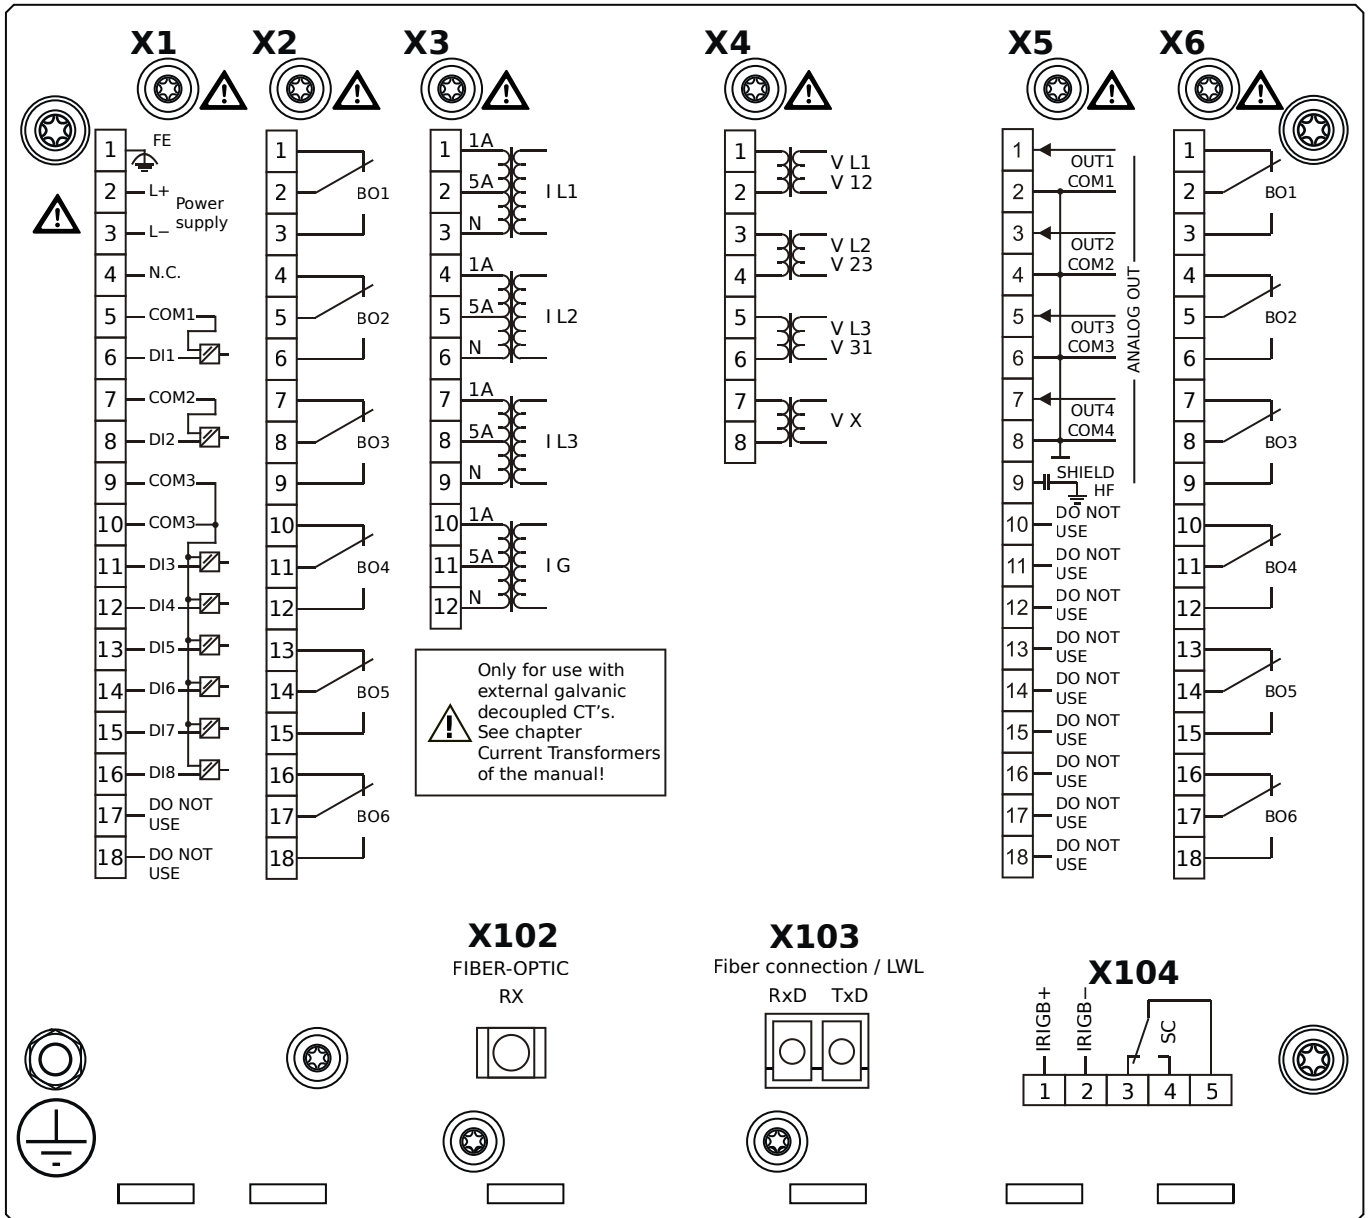 X1
X2
X3
X4
X5
X6
1 FE
2 L+ Power
supply
3 L−
4 N.C.
5 COM1
6 DI1
7 COM2
8 DI2
9 COM3
10 COM3
11 DI3
12 DI4
13 DI5
14 DI6
15 DI7
16 DI8
17 DO NOT
USE
18 DO NOT
USE
1
2 BO1
3
4
5 BO2
6
7
8 BO3
9
10
11 BO4
12
13
14 BO5
15
16
17 BO6
18
1 1A
2 5A I L1
3 N
4 1A
5 5A I L2
6 N
7 1A
8 5A I L3
9 N
10 1A
11 5A I G
12 N
Only for use with
external galvanic
decoupled CT's.
See chapter
Current Transformers
of the manual!
1 V L1
2 V 12
3 V L2
4 V 23
5 V L3
6 V 31
7 V X
8
1 OUT1
2 COM1
3 OUT2
4 COM2
5 OUT3
6 COM3
7 OUT4
8 COM4
ANALOG OUT
9 SHIELD
HF
10 DO NOT
USE
11 DO NOT
USE
12 DO NOT
USE
13 DO NOT
USE
14 DO NOT
USE
15 DO NOT
USE
16 DO NOT
USE
17 DO NOT
USE
18 DO NOT
USE
1
2 BO1
3
4
5 BO2
6
7
8 BO3
9
10
11 BO4
12
13
14 BO5
15
16
17 BO6
18
X102
FIBER-OPTIC
RX
X103
Fiber connection / LWL
RxD TxD
X104
IRIGB+
IRIGB−
SC
1 2 3 4 5